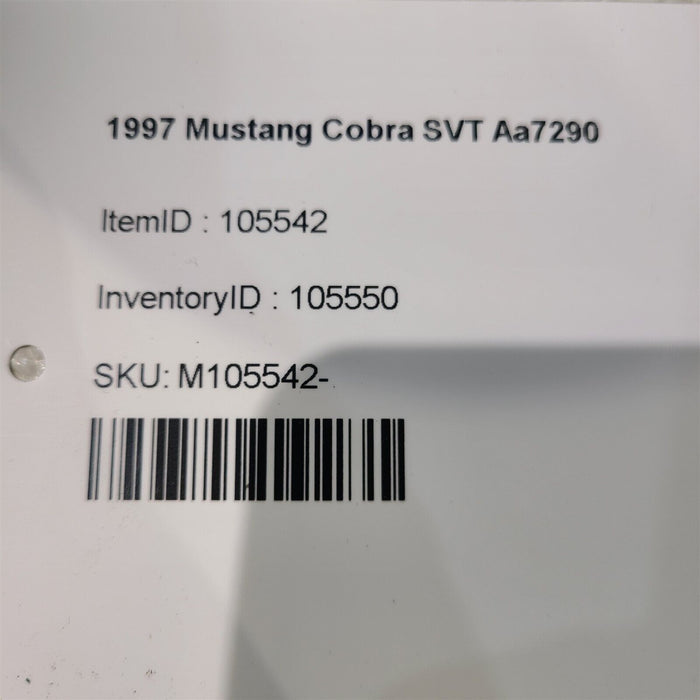 1997 Mustang Cobra SVT Aa7290
ItemID : 105542
InventoryID : 105550
SKU: M105542-